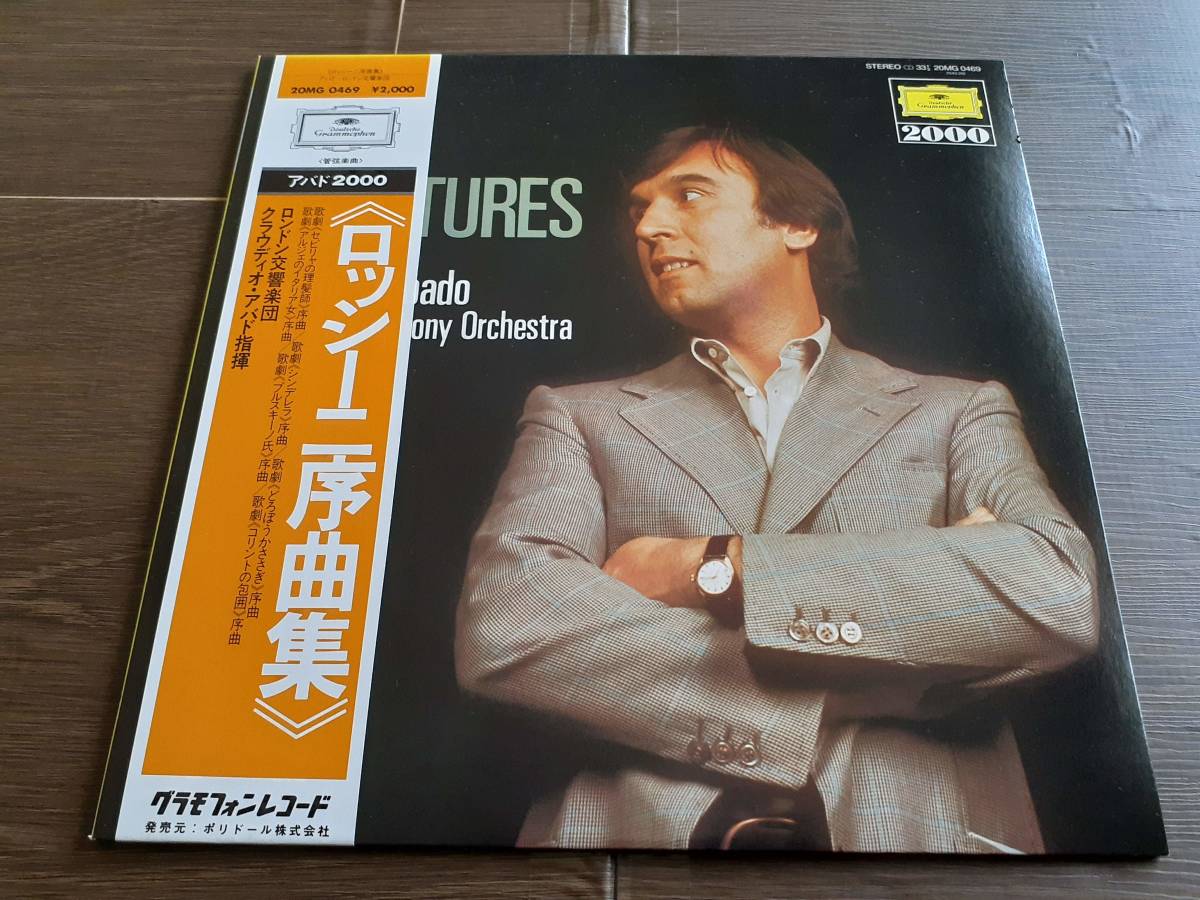 20MG 0469 ¥2,000
Deutsche
Grammophon
〈管弦楽曲〉
アバド2000
《ロッシーニ序曲集》
歌劇《セビリャの理髪師》序曲/歌劇《シンデレラ》序曲/歌劇《どろぼうかささぎ》序曲
歌劇《アルジェのイタリア女》序曲/歌劇《ブルスキーノ氏》序曲/歌劇《コリントの包囲》序曲
ロンドン交響楽団
クラウディオ・アバド指揮
グラモフォンレコード
発売元:ポリドール株式会社
STEREO 33⅓ 20MG 0469
Deutsche
Grammophon
2000
TURES
bado
ony Orchestra